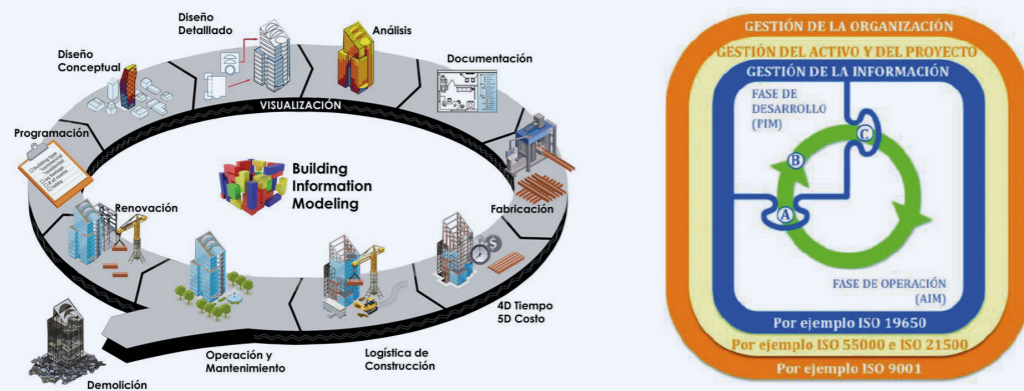 Diseño
Detalllado
Análisis
Diseño
Conceptual
Documentación
VISUALIZACIÓN
Programación
Building
Information
Modeling
Renovación
Fabricación
4D Tiempo
5D Costo
Operación y
Mantenimiento
Logística de
Construcción
Demolición
GESTIÓN DE LA ORGANIZACIÓN
GESTIÓN DEL ACTIVO Y DEL PROYECTO
GESTIÓN DE LA INFORMACIÓN
FASE DE
DESARROLLO
(PIM)
C
B
A
FASE DE OPERACIÓN
(AIM)
Por ejemplo ISO 19650
Por ejemplo ISO 55000 e ISO 21500
Por ejemplo ISO 9001